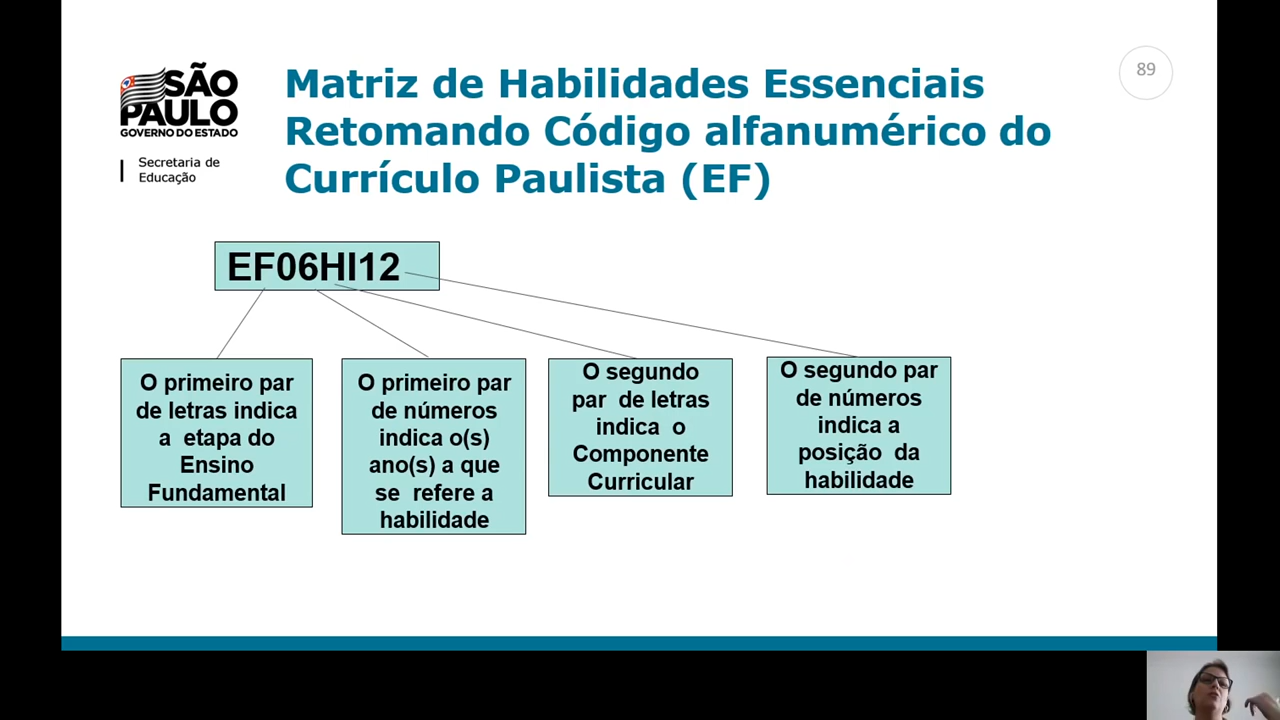 SÃO
PAULO
GOVERNO DO ESTADO
Secretaria de
Educação
Matriz de Habilidades Essenciais
Retomando Código alfanumérico do
Currículo Paulista (EF)
89
EF06HI12
O primeiro par
de letras indica
a etapa do
Ensino
Fundamental
O primeiro par
de números
indica o(s)
ano(s) a que
se refere a
habilidade
O segundo
par de letras
indica o
Componente
Curricular
O segundo par
de números
indica a
posição da
habilidade